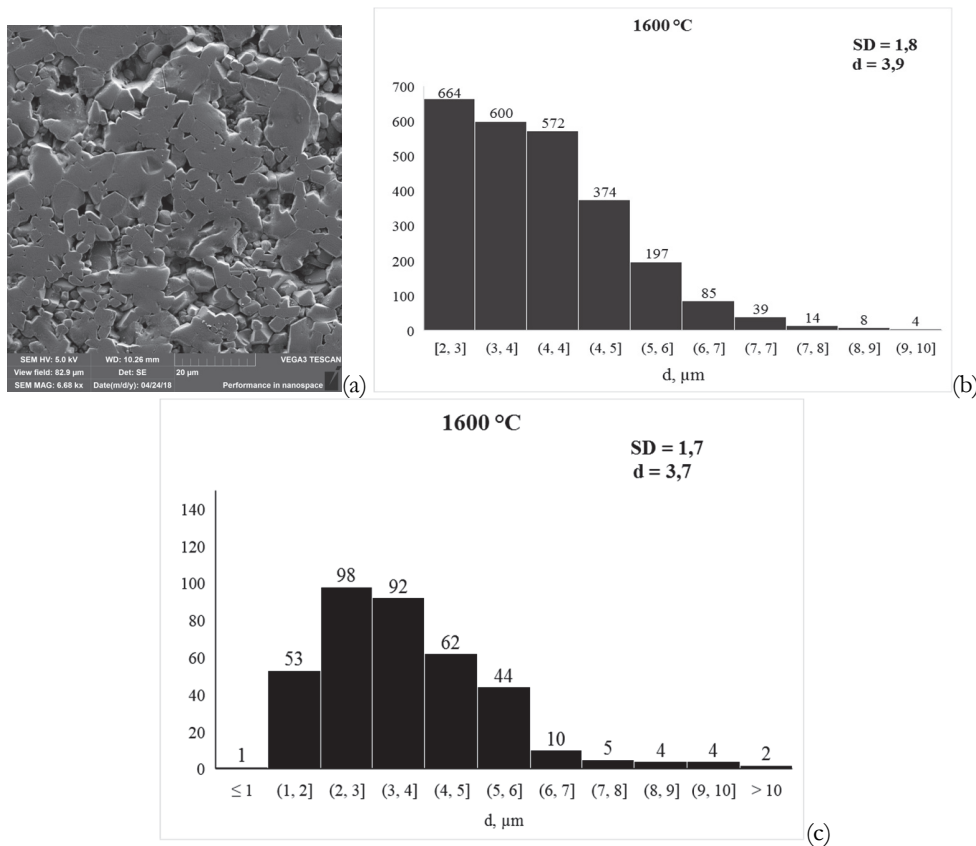 SEM HV: 5.0 kV WD: 10.26 mm VEGA3 TESCAN
View field: 82.9 µm Det: SE 20 µm
SEM MAG: 6.68 kx Date(m/d/y): 04/24/18 Performance in nanospace
(a)
1600 °C
SD = 1,8
d = 3,9
700
600
500
400
300
200
100
0
664 600 572 374 197 85 39 14 8 4
[2, 3] (3, 4] (4, 4] (4, 5] (5, 6] (6, 7] (7, 7] (7, 8] (8, 9] (9, 10]
d, µm
(b)
1600 °C
SD = 1,7
d = 3,7
140
120
100
80
60
40
20
0
1 53 98 92 62 44 10 5 4 4 2
≤ 1 (1, 2] (2, 3] (3, 4] (4, 5] (5, 6] (6, 7] (7, 8] (8, 9] (9, 10] > 10
d, µm
(c)